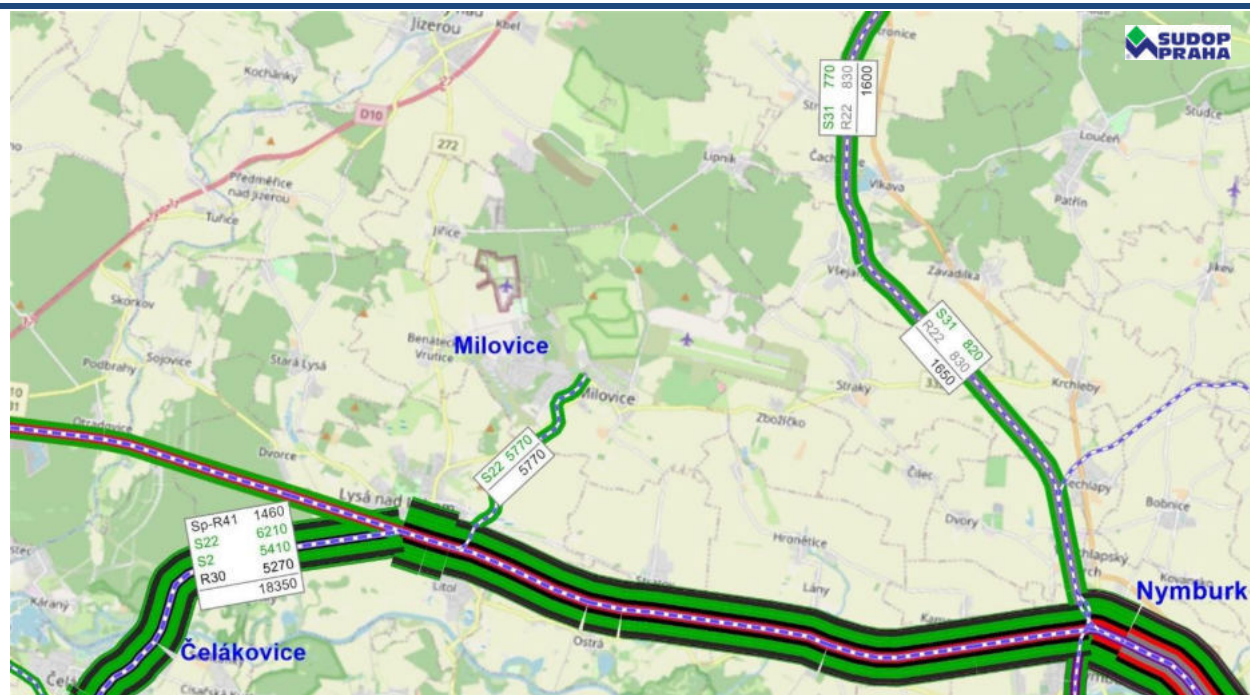 Jizerou
Kbel
SUDOP
PRAHA
Kochánky
27
D10
272
S31 770
R22 830
1600
Studce
Loučeň
Lipník
Předměřice
nad Jizerou
Vlkava
Patřín
Tuřice
Jiřice
Všejany
Zavadilka
Jíkev
Skorkov
S31 820
R22 830
1650
Milovice
Benátecká
Vrutice
Podbrahy
Sojovice
Stará Lysá
Straky
Krchleby
Milovice
Zbožíčko
Otradovice
Dvorce
S22 5770
5770
Čilec
Lysá nad
Bobnice
Sp-R41 1460
S22 6210
S2 5410
R30 5270
18350
Dvory
Hronětice
Litol
Lány
Nymburk
Káraný
Čelákovice
Ostrá